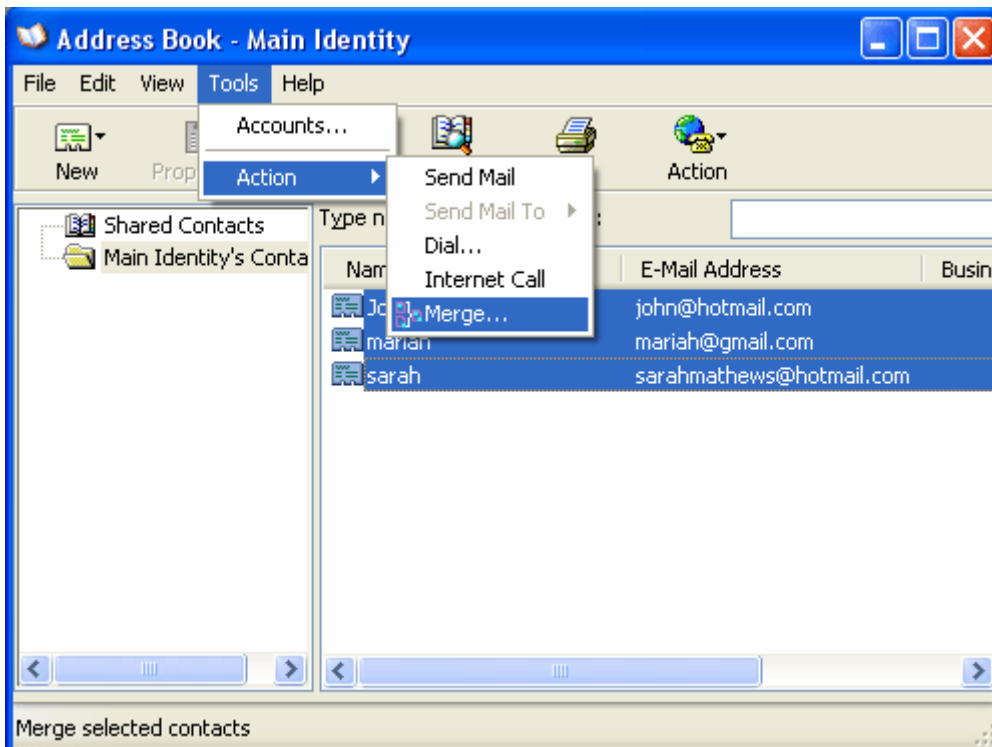 Address Book - Main Identity
File Edit View Tools Help
Accounts...
New Action
Action
Send Mail
Send Mail To
Dial...
Internet Call
Merge...
Shared Contacts
Main Identity's
Type
E-Mail Address
john@hotmail.com
mariah mariah@gmail.com
sarah sarahmathews@hotmail.com
Merge selected contacts